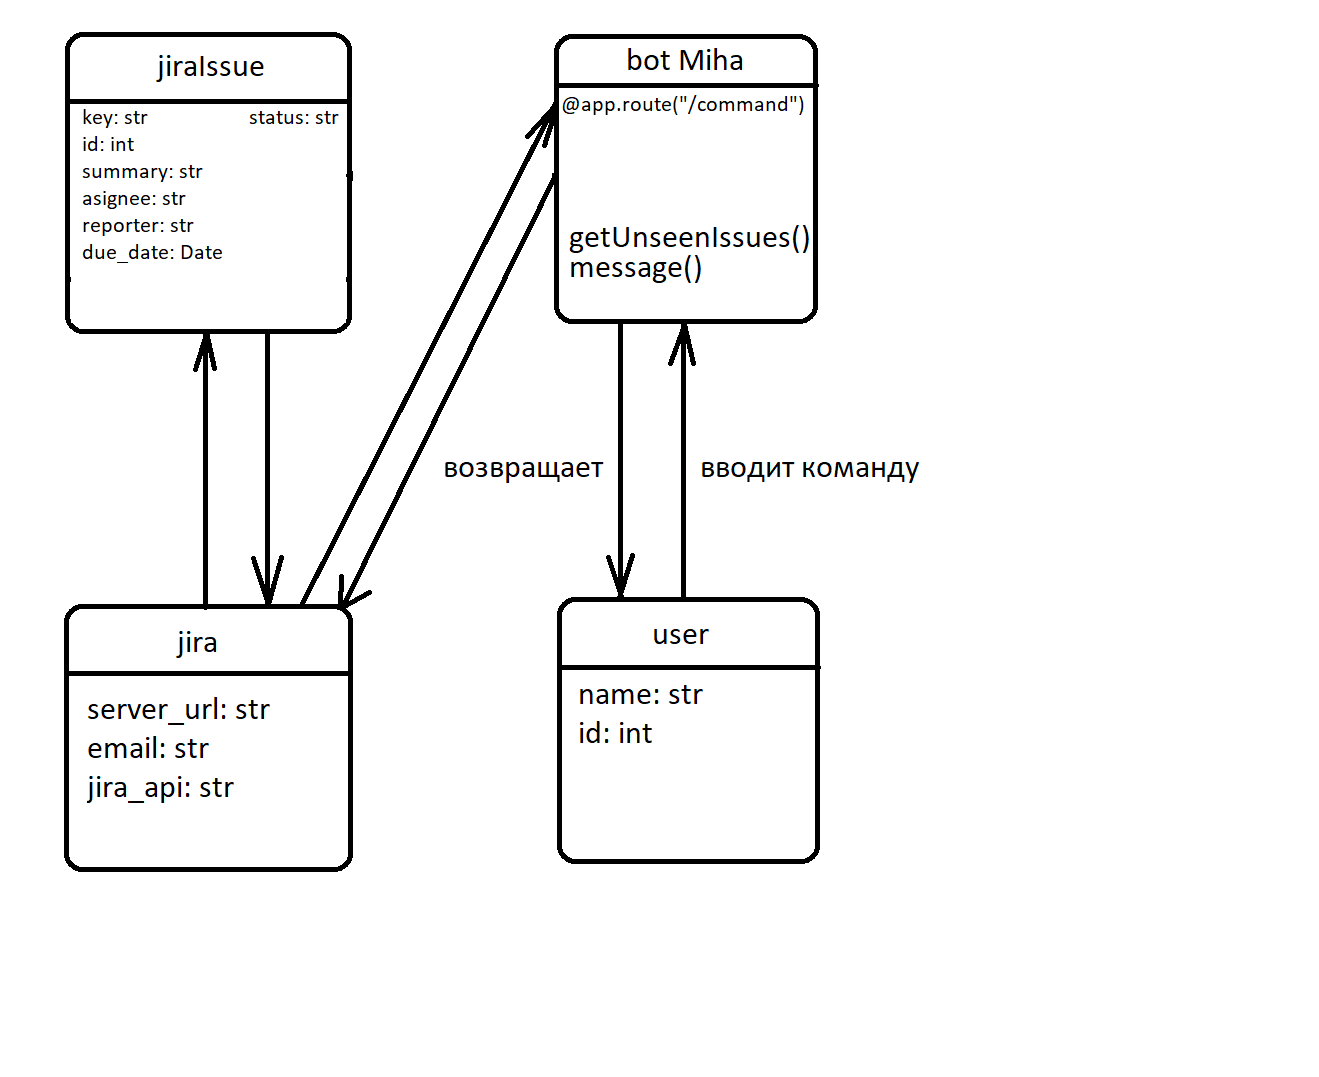 jiraIssue
key: str
status: str
id: int
summary: str
asignee: str
reporter: str
due_date: Date
bot Miha
@app.route("/command")
getUnseenIssues()
message()
возвращает
вводит команду
jira
server_url: str
email: str
jira_api: str
user
name: str
id: int